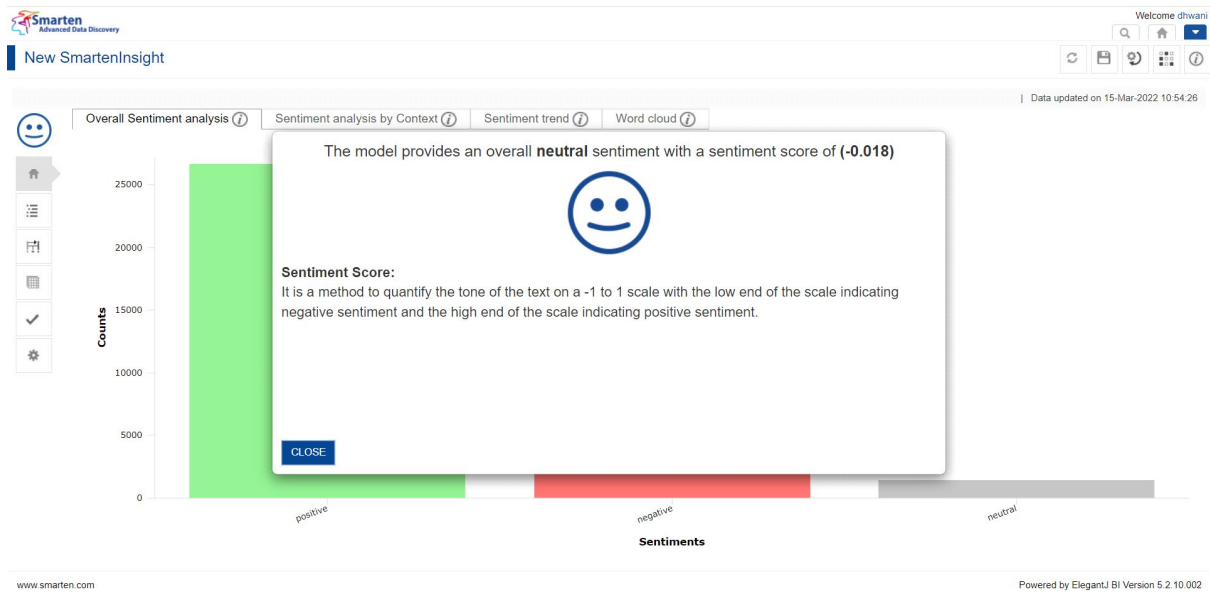 Smarten
Advanced Data Discovery
Welcome dhwani
New SmartenInsight
| Data updated on 15-Mar-2022 10:54:26
Overall Sentiment analysis i Sentiment analysis by Context i Sentiment trend i Word cloud i
The model provides an overall neutral sentiment with a sentiment score of (-0.018)
Sentiment Score:
It is a method to quantify the tone of the text on a -1 to 1 scale with the low end of the scale indicating
negative sentiment and the high end of the scale indicating positive sentiment.
CLOSE
25000
20000
15000
10000
5000
0
Counts
positive negative neutral
Sentiments
www.smarten.com
Powered by ElegantJ BI Version 5.2.10.002